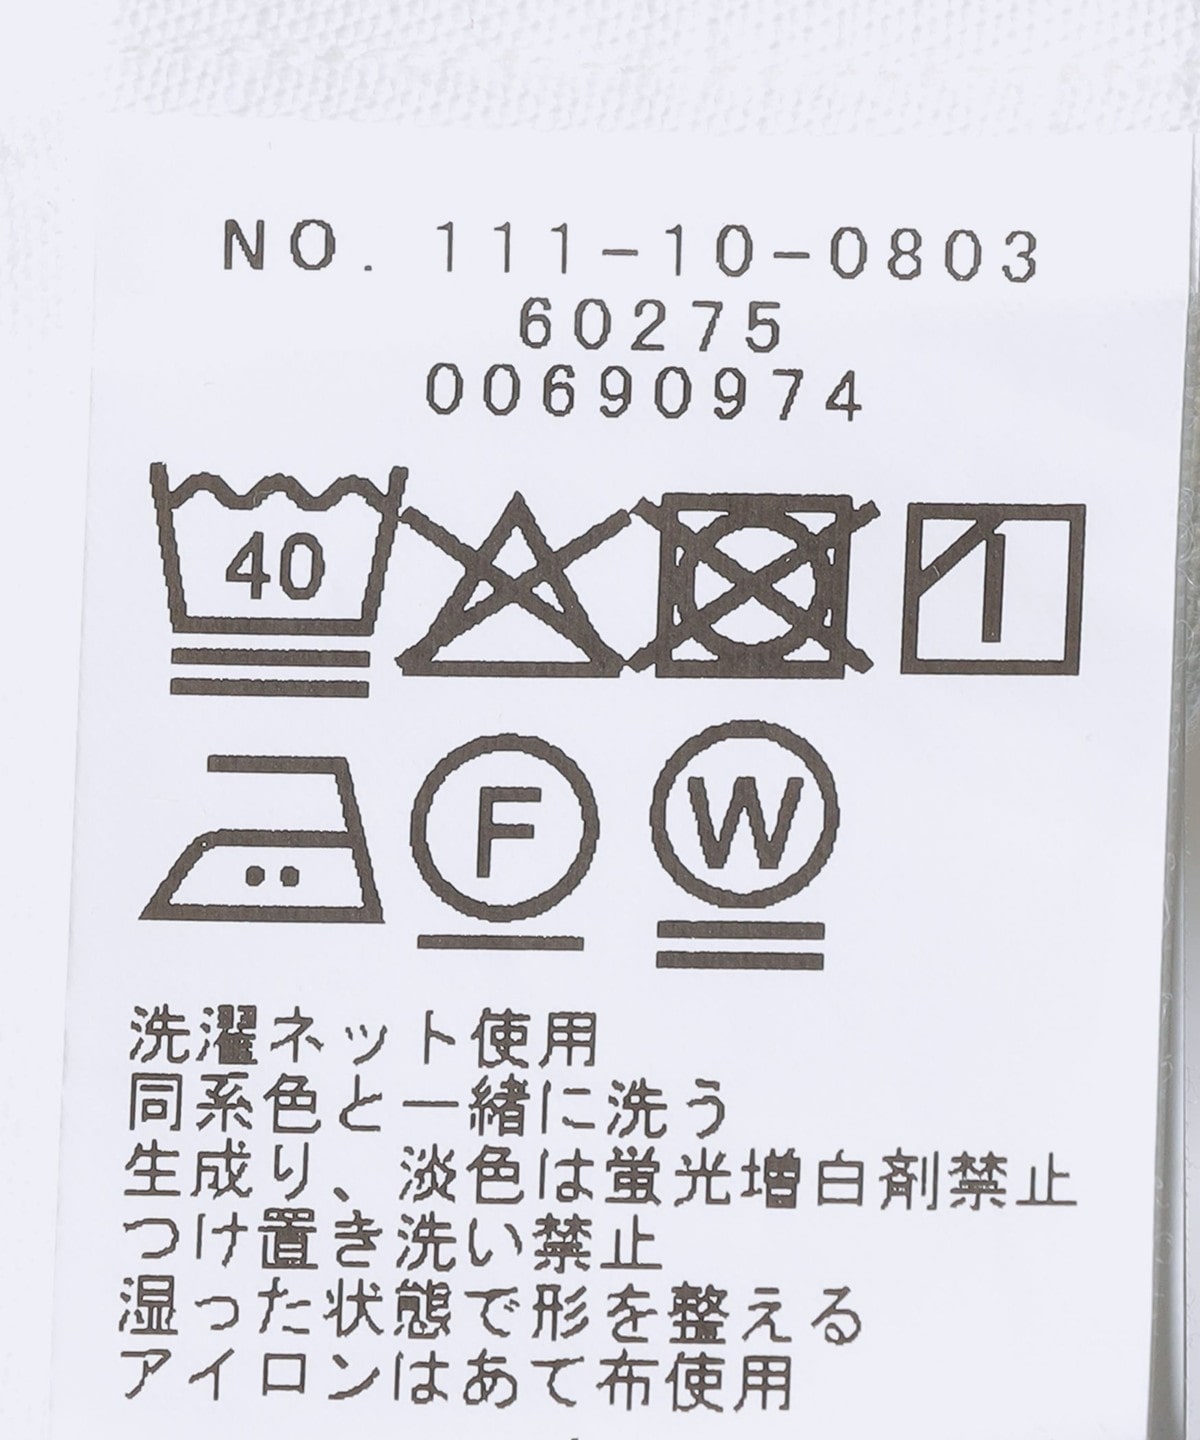 NO. 111-10-0803
60275
00690974
40
F W
洗濯ネット使用
同系色と一緒に洗う
生成り、淡色は蛍光増白剤禁止
つけ置き洗い禁止
湿った状態で形を整える
アイロンはあて布使用